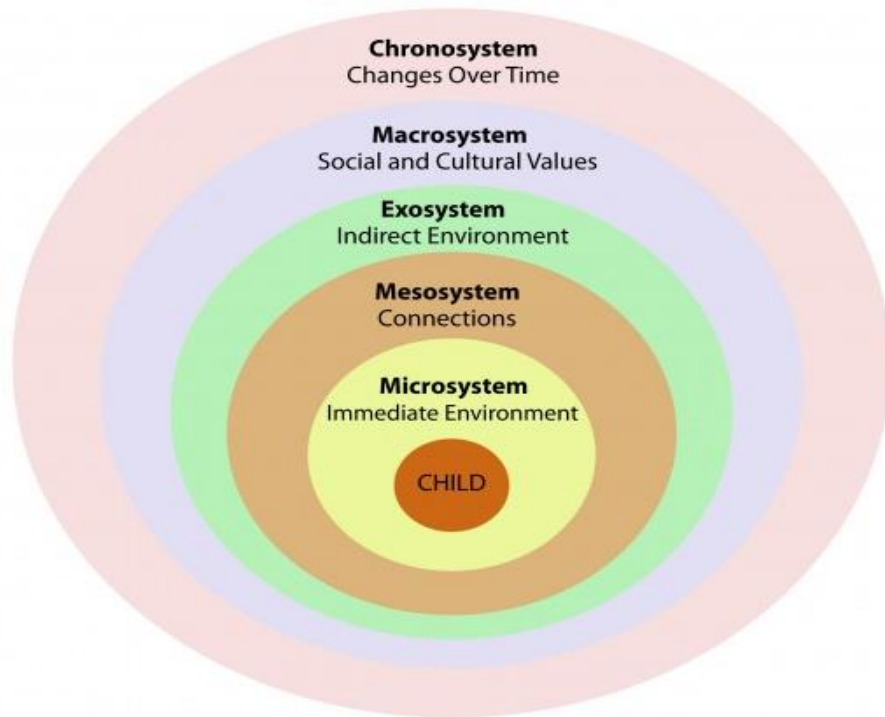 Chronosystem
Changes Over Time
Macrosystem
Social and Cultural Values
Exosystem
Indirect Environment
Mesosystem
Connections
Microsystem
Immediate Environment
CHILD